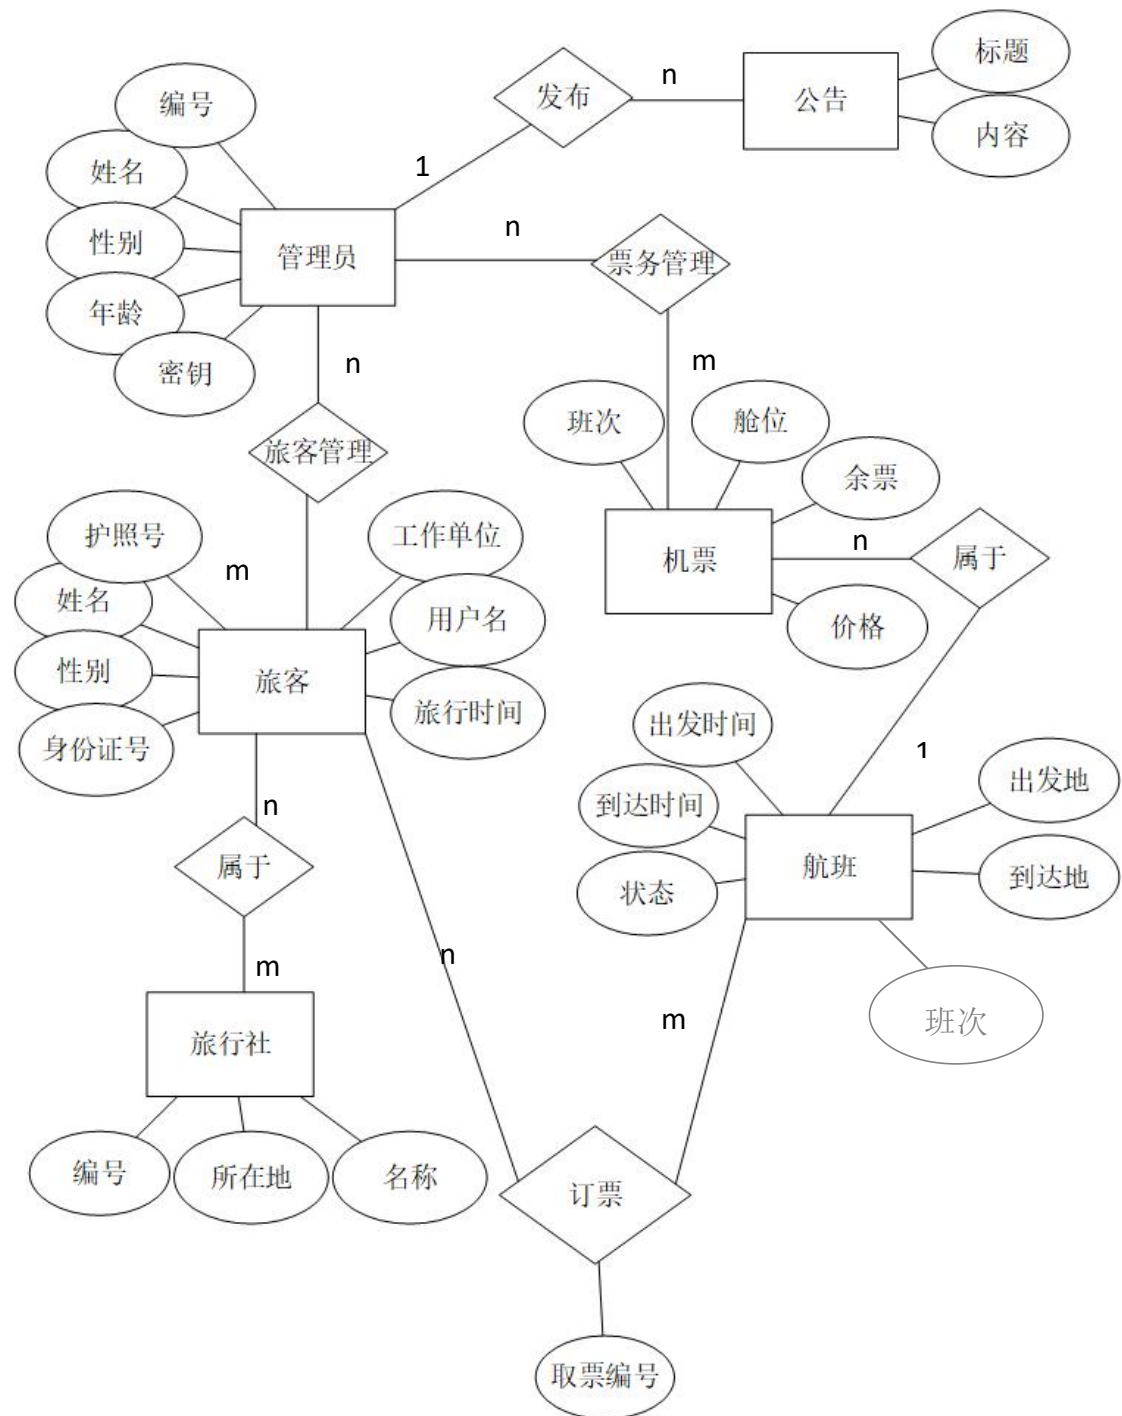 标题
发布
n
公告
编号
内容
姓名
1
n
性别
管理员
票务管理
年龄
密钥
n
m
班次
舱位
旅客管理
余票
护照号
工作单位
n
机票
属于
m
姓名
用户名
价格
性别
旅客
旅行时间
出发时间
身份证号
1
出发地
n
到达时间
属于
航班
到达地
状态
n
m
m
班次
旅行社
编号
所在地
名称
订票
取票编号